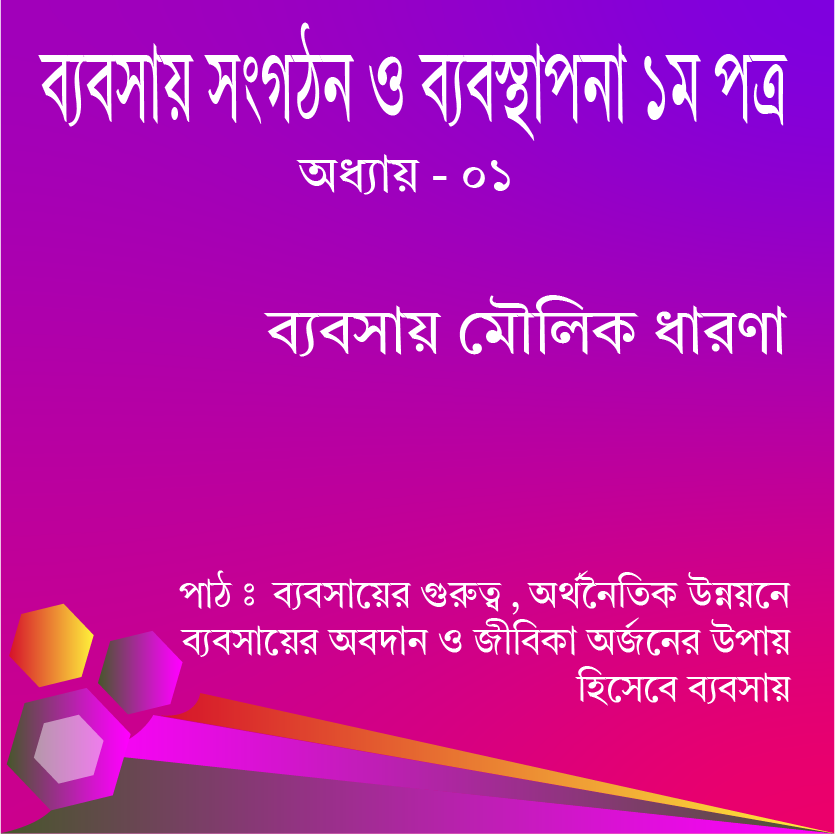 ব্যবসায় সংগঠন ও ব্যবস্থাপনা ১ম পত্র
অধ্যায় - ০১
ব্যবসায় মৌলিক ধারণা
পাঠ ঃ ব্যবসায়ের গুরুত্ব , অর্থনৈতিক উন্নয়নে
ব্যবসায়ের অবদান ও জীবিকা অর্জনের উপায়
হিসেবে ব্যবসায়